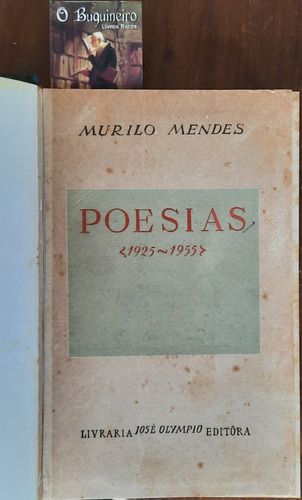 O Buquineiro
Livros Raros
MURILO MENDES
POESIAS
<1925~1955>
LIVRARIA JOSÉ OLYMPIO EDITÔRA